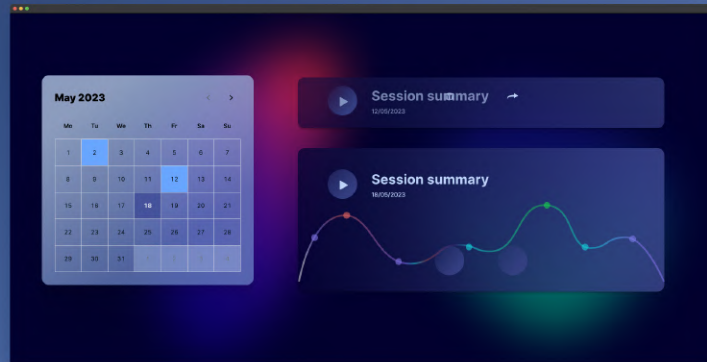 May 2023
Mo Tu We Th Fr Sa Su
1 2 3 4 5 6 7
8 9 10 11 12 13 14
15 16 17 18 19 20 21
22 23 24 25 26 27 28
29 30 31
Session summary
12/05/2023
Session summary
18/05/2023